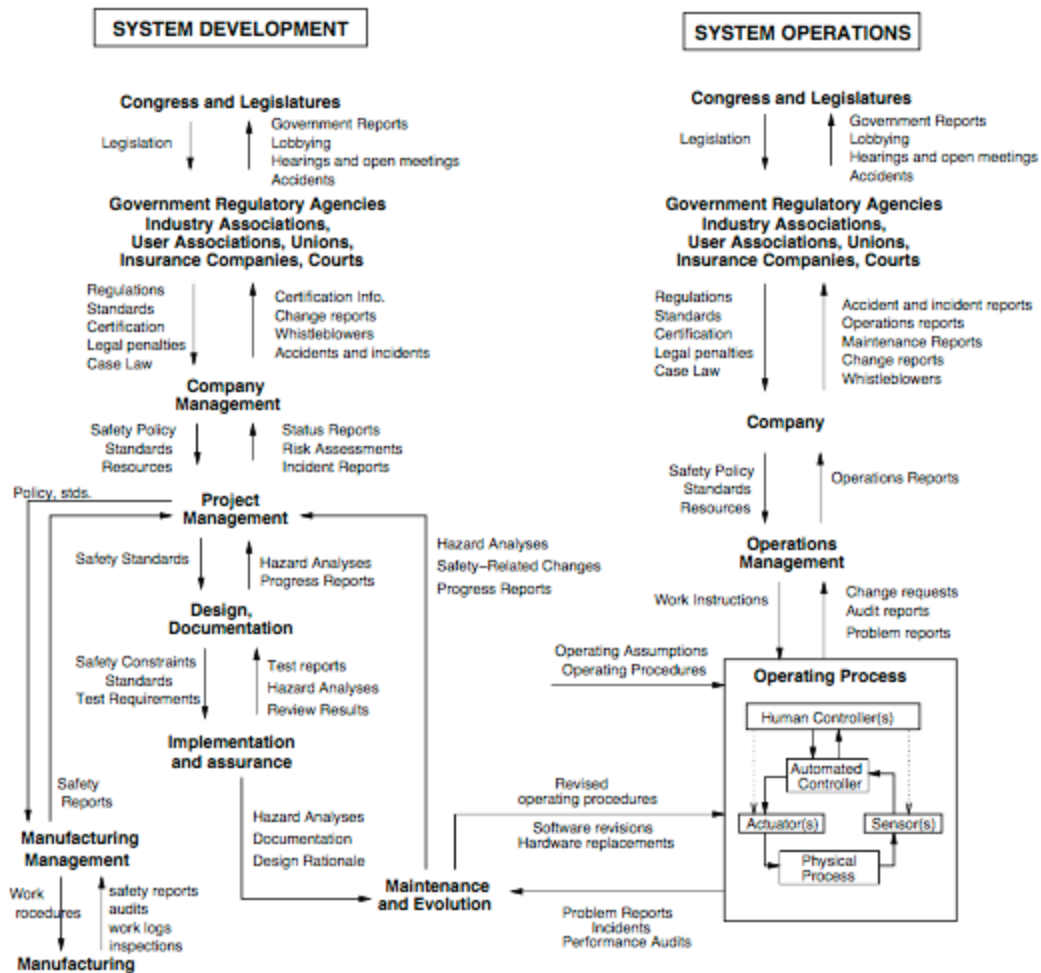 SYSTEM DEVELOPMENT
Congress and Legislatures
Legislation
Government Reports
Lobbying
Hearings and open meetings
Accidents
Government Regulatory Agencies
Industry Associations,
User Associations, Unions,
Insurance Companies, Courts
Regulations
Standards
Certification
Legal penalties
Case Law
Certification Info.
Change reports
Whistleblowers
Accidents and incidents
Company
Management
Safety Policy
Standards
Resources
Status Reports
Risk Assessments
Incident Reports
Policy, stds.
Project
Management
Safety Standards
Hazard Analyses
Progress Reports
Design,
Documentation
Safety Constraints
Standards
Test Requirements
Test reports
Hazard Analyses
Review Results
Implementation
and assurance
Safety
Reports
Manufacturing
Management
Work
rocedures
safety reports
audits
work logs
inspections
Manufacturing
Hazard Analyses
Documentation
Design Rationale
Maintenance
and Evolution
Hazard Analyses
Safety-Related Changes
Progress Reports
SYSTEM OPERATIONS
Congress and Legislatures
Legislation
Government Reports
Lobbying
Hearings and open meetings
Accidents
Government Regulatory Agencies
Industry Associations,
User Associations, Unions,
Insurance Companies, Courts
Regulations
Standards
Certification
Legal penalties
Case Law
Accident and incident reports
Operations reports
Maintenance Reports
Change reports
Whistleblowers
Company
Safety Policy
Standards
Resources
Operations Reports
Operations
Management
Work Instructions
Change requests
Audit reports
Problem reports
Operating Assumptions
Operating Procedures
Operating Process
Human Controller(s)
Automated
Controller
Actuator(s)
Sensor(s)
Physical
Process
Revised
operating procedures
Software revisions
Hardware replacements
Problem Reports
Incidents
Performance Audits